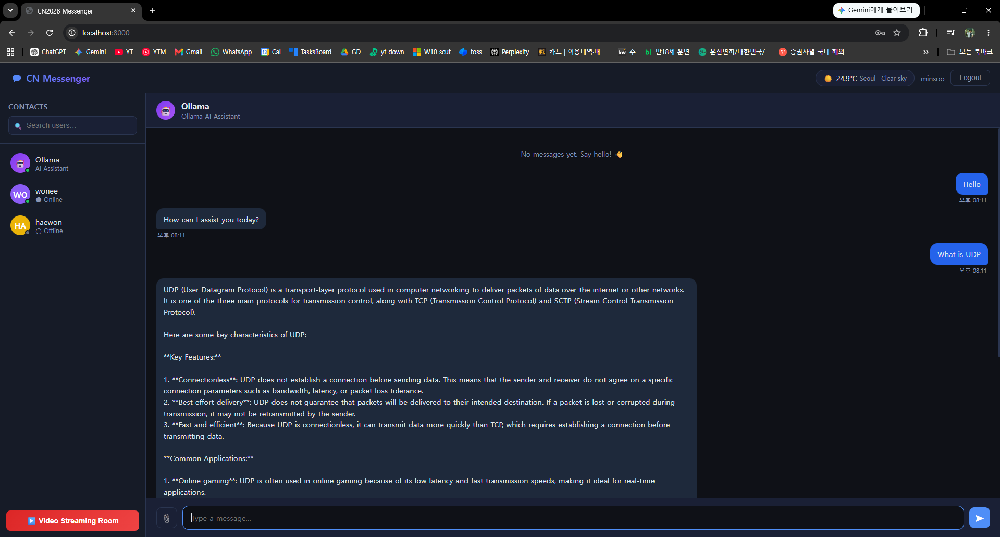 CN2026 Messenger
Gemini에게 물어보기
localhost:8000
ChatGPT
Gemini
YT
YTM
Gmail
WhatsApp
13
Cal
TasksBoard
GD
yt down
W10 scut
toss
Perplexity
카드 | 이용내역·매...
Inv
주
bl
만18세 운면
운전면허/대한민국/...
증권사별 국내 해외...
모든 북마크
CN Messenger
24.9°C Seoul · Clear sky
minsoo
Logout
CONTACTS
Search users...
Ollama
AI Assistant
WO
wonee
Online
HA
haewon
Offline
Video Streaming Room
Ollama
Ollama AI Assistant
No messages yet. Say hello! 👋
Hello
오후 08:11
How can I assist you today?
오후 08:11
What is UDP
오후 08:11
UDP (User Datagram Protocol) is a transport-layer protocol used in computer networking to deliver packets of data over the internet or other networks.
It is one of the three main protocols for transmission control, along with TCP (Transmission Control Protocol) and SCTP (Stream Control Transmission
Protocol).
Here are some key characteristics of UDP:
**Key Features:**
1. **Connectionless**: UDP does not establish a connection before sending data. This means that the sender and receiver do not agree on a specific
connection parameters such as bandwidth, latency, or packet loss tolerance.
2. **Best-effort delivery**: UDP does not guarantee that packets will be delivered to their intended destination. If a packet is lost or corrupted during
transmission, it may not be retransmitted by the sender.
3. **Fast and efficient**: Because UDP is connectionless, it can transmit data more quickly than TCP, which requires establishing a connection before
transmitting data.
**Common Applications:**
1. **Online gaming**: UDP is often used in online gaming because of its low latency and fast transmission speeds, making it ideal for real-time
applications.
Type a message...